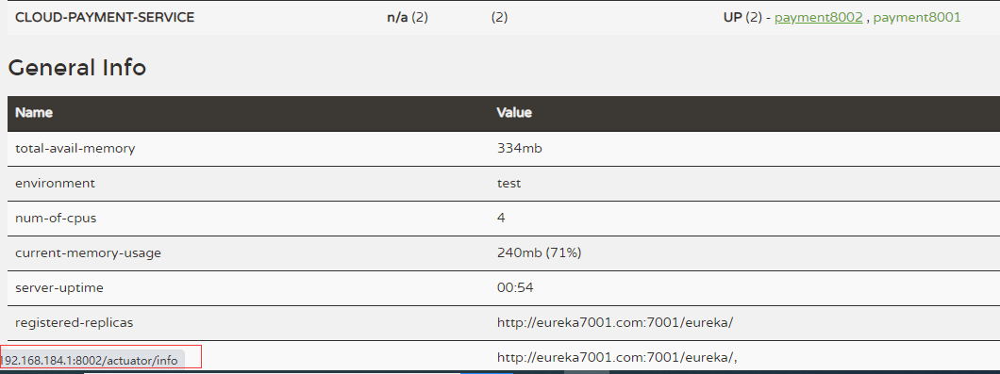 CLOUD-PAYMENT-SERVICE n/a (2) (2) UP (2) - payment8002 , payment8001
General Info
Name Value
total-avail-memory 334mb
environment test
num-of-cpus 4
current-memory-usage 240mb (71%)
server-uptime 00:54
registered-replicas http://eureka7001.com:7001/eureka/
192.168.184.1:8002/actuator/info http://eureka7001.com:7001/eureka/,